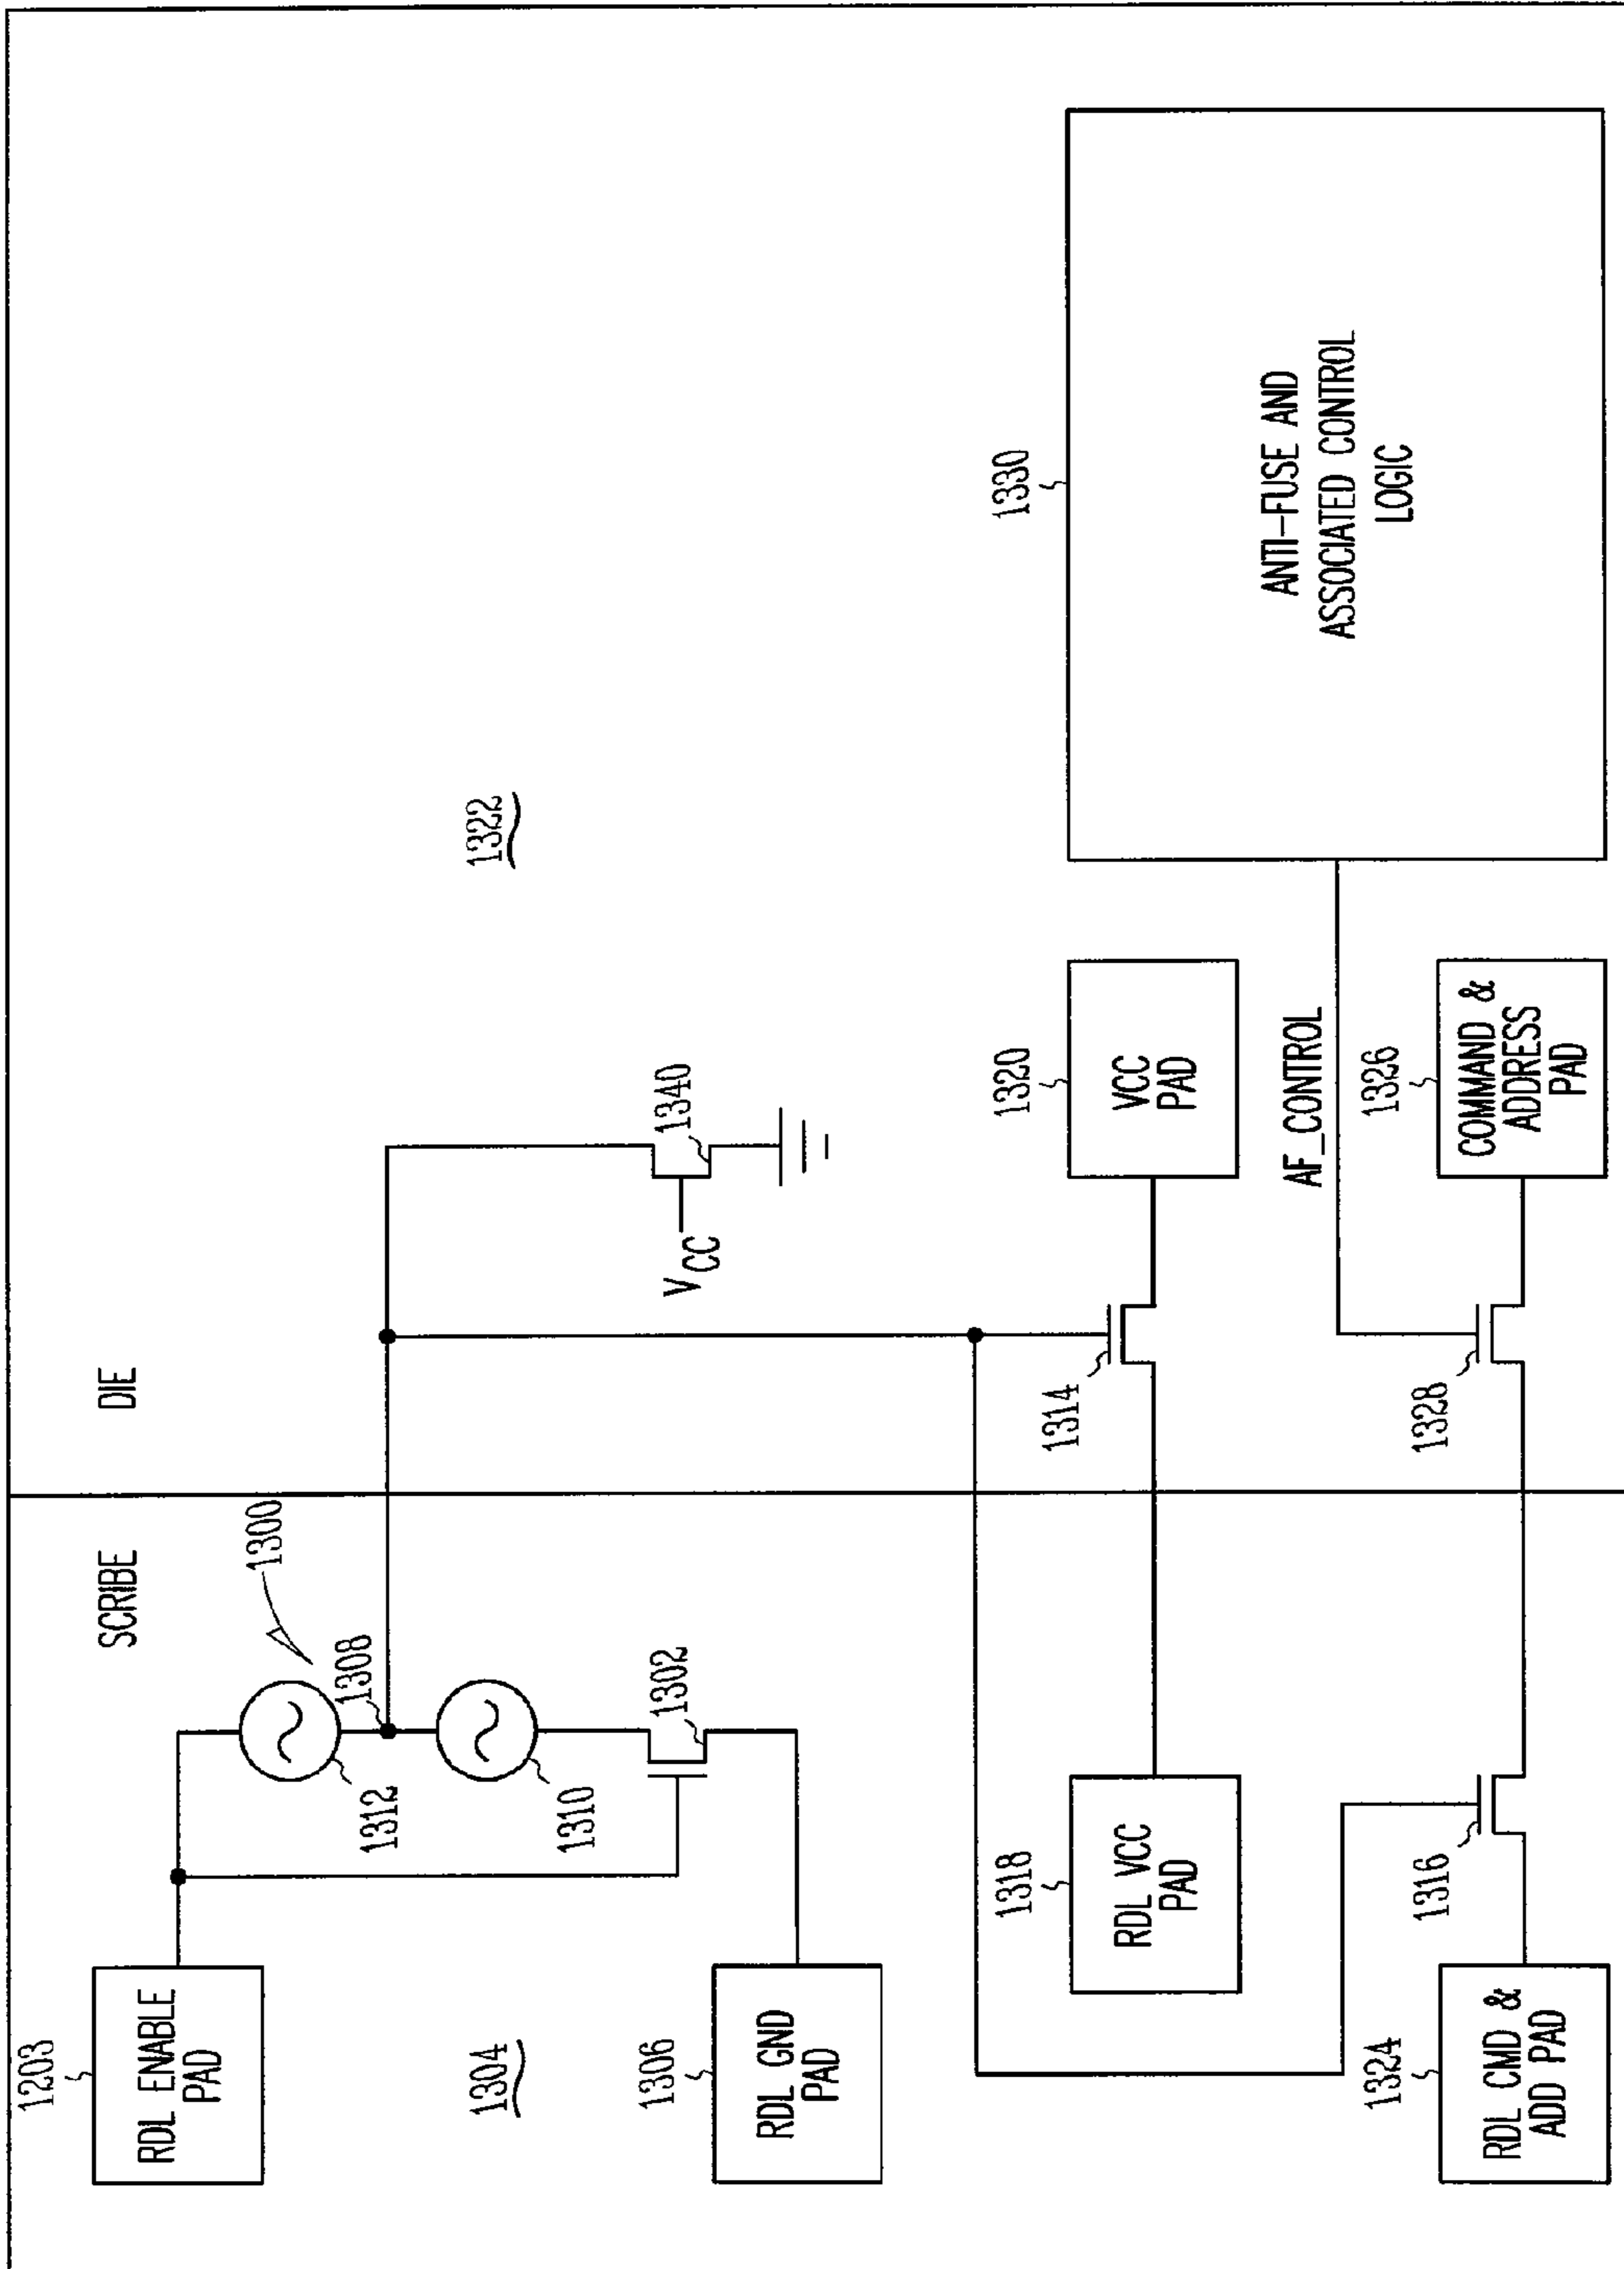 SCRIBE
DIE
1203
RDL ENABLE
PAD
1300
1312
1308
1310
1302
1304
1306
RDL GND
PAD
1322
V_CC
1340
1318
RDL VCC
PAD
1314
1320
VCC
PAD
1330
ANTI-FUSE AND
ASSOCIATED CONTROL
LOGIC
AF_CONTROL
1324
RDL CMD &
ADD PAD
1316
1328
1326
COMMAND &
ADDRESS
PAD